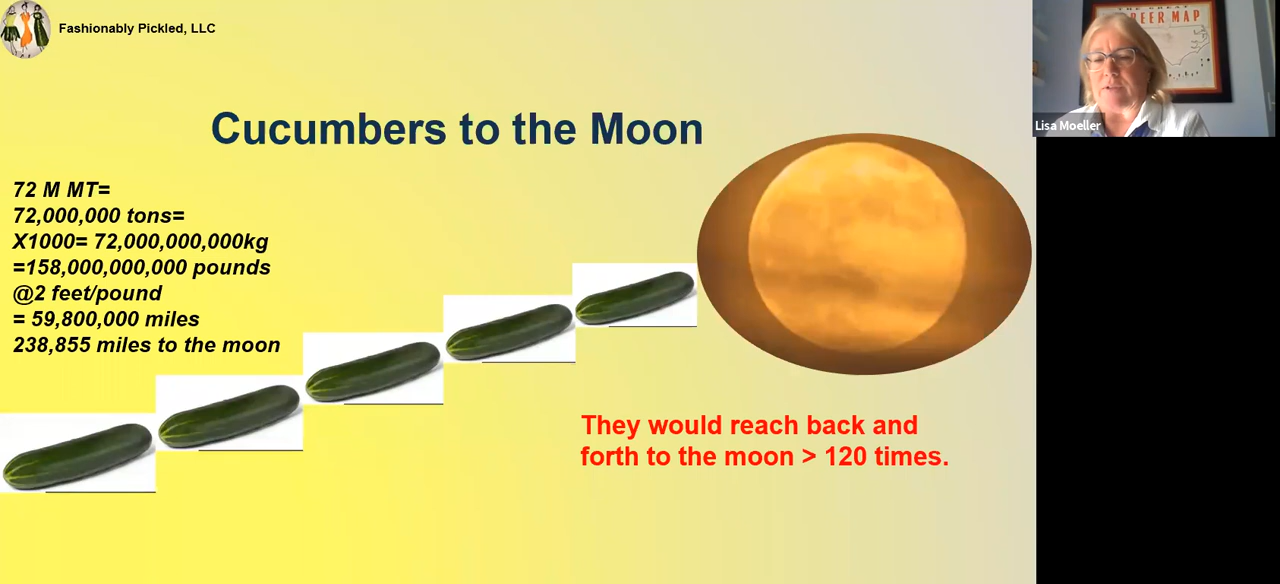 Fashionably Pickled, LLC
Cucumbers to the Moon
72 M MT=
72,000,000 tons=
X1000= 72,000,000,000kg
=158,000,000,000 pounds
@2 feet/pound
= 59,800,000 miles
238,855 miles to the moon
They would reach back and
forth to the moon > 120 times.
MAP
Lisa Moeller